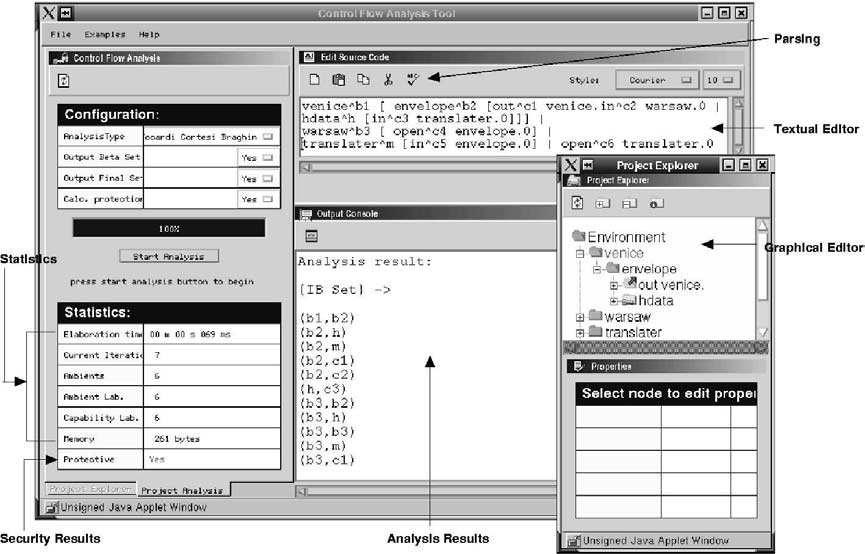 Control Flow Analysis Tool
File Examples Help
Control Flow Analysis
Configuration:
AnalysisType ocardi Cortesi Braghin
Output Beta Set Yes
Output Final Se Yes
Calc. protection Yes
100%
Start Analysis
press start analysis button to begin
Statistics:
Elaboration time 00 m 00 s 069 ms
Current Iteratio 7
Ambients 6
Ambient Lab. 6
Capability Lab. 6
Memory 261 bytes
Protective Yes
Project Explorer Project Analysis
Unsigned Java Applet Window
Edit Source Code
Style: Courier 10
venice^b1 [ envelope^b2 [out^c1 venice.in^c2 warsaw.0 |
hdata^h [in^c3 translater.0]]] |
warsaw^b3 [ open^c4 envelope.0] |
translater^m [in^c5 envelope.0] | open^c6 translater.0
Output Console
Analysis result:
{IB Set} ->
(b1,b2)
(b2,h)
(b2,m)
(b2,c1)
(b2,c2)
(h,c3)
(b3,b2)
(b3,h)
(b3,b3)
(b3,m)
(b3,c1)
Project Explorer
Project Explorer
Environment
venice
envelope
out venice.
hdata
warsaw
translater
Properties
Select node to edit proper
Unsigned Java Applet Window
Parsing
Textual Editor
Graphical Editor
Statistics
Security Results
Analysis Results